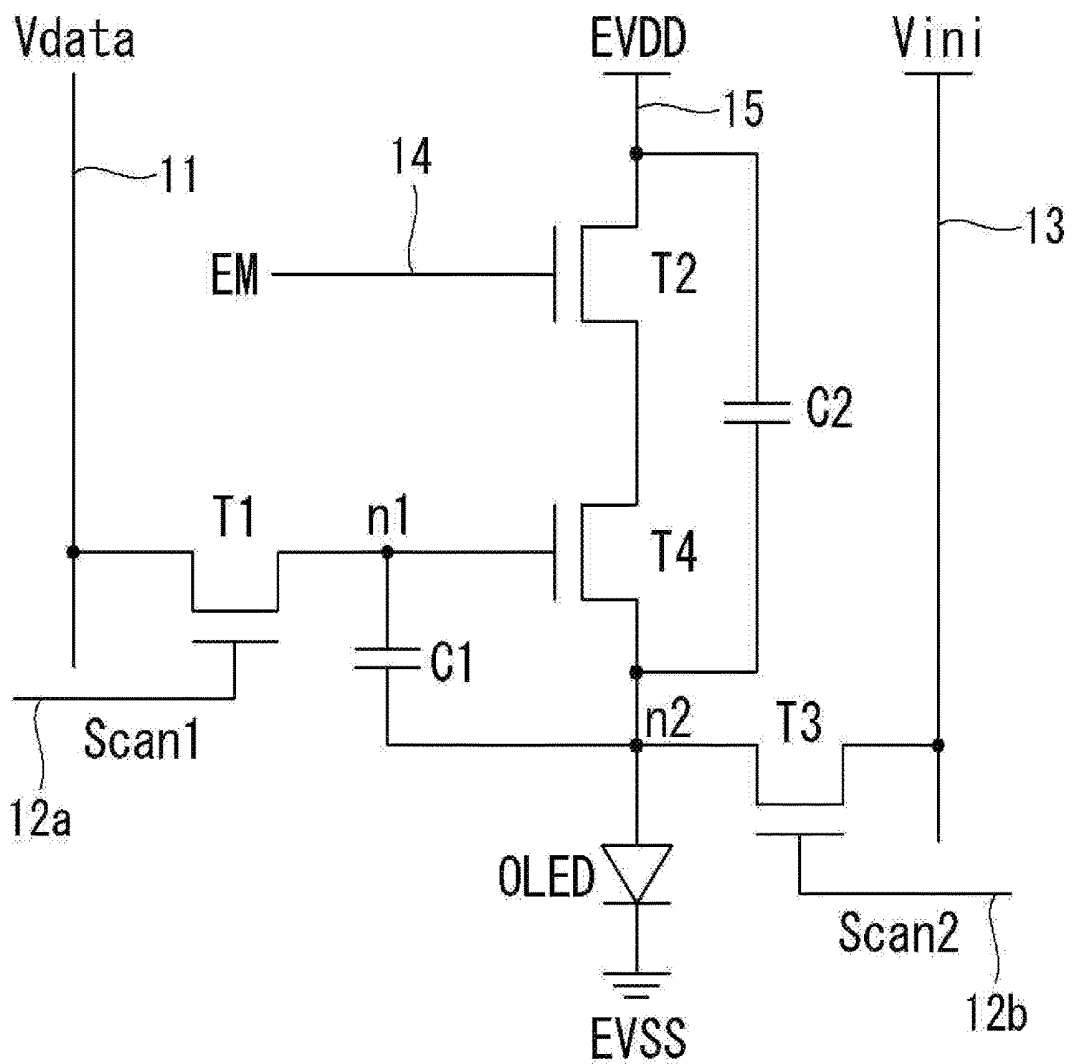 Vdata
EVDD
Vini
15
14
11
13
EM
T2
C2
T1
n1
T4
C1
n2
T3
Scan1
12a
OLED
Scan2
12b
EVSS